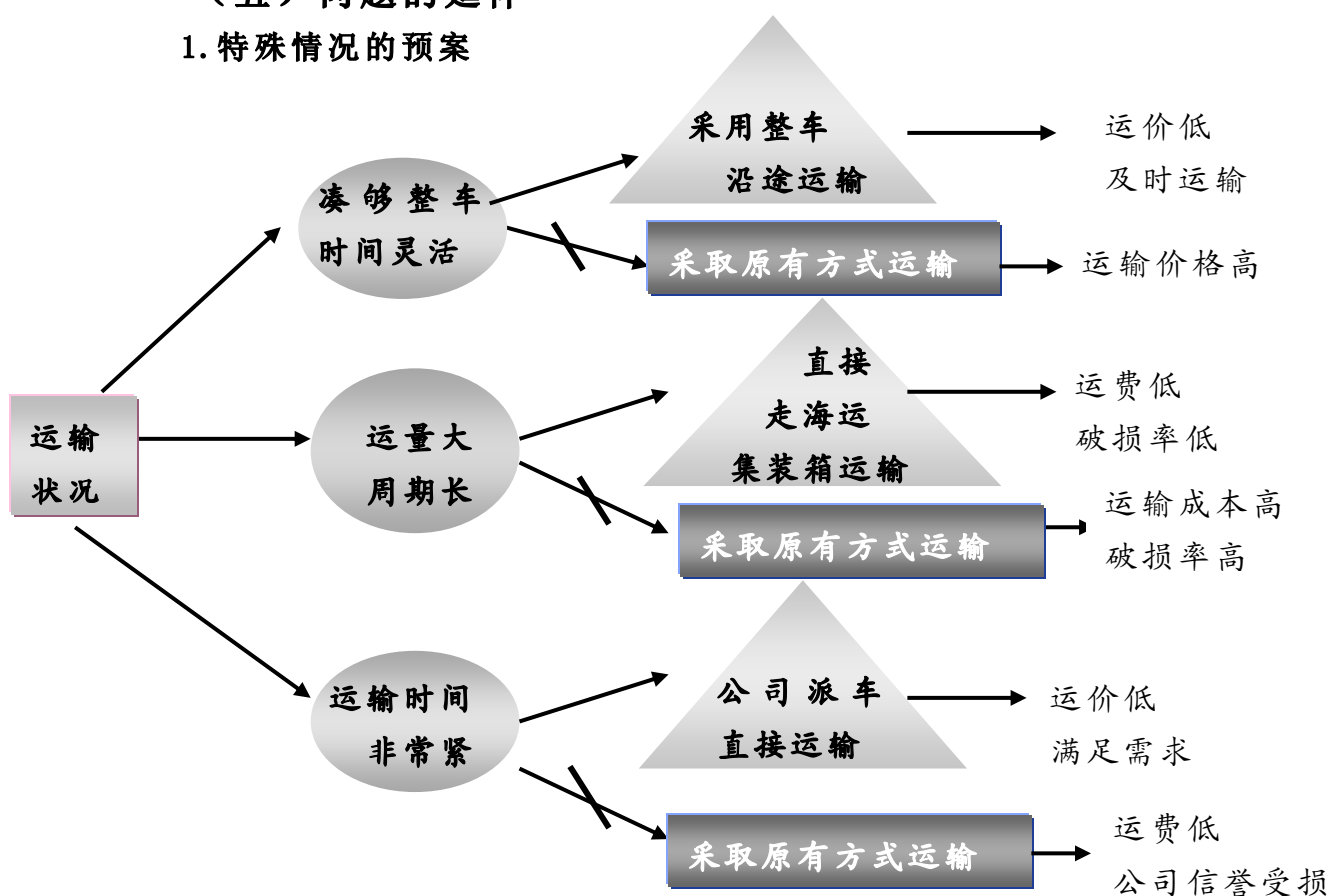 1.特殊情况的预案
采用整车
沿途运输
运价低
及时运输
凑够整车
时间灵活
采取原有方式运输
运输价格高
直接
走海运
集装箱运输
运费低
破损率低
运输
状况
运量大
周期长
采取原有方式运输
运输成本高
破损率高
运输时间
非常紧
公司派车
直接运输
运价低
满足需求
采取原有方式运输
运费低
公司信誉受损